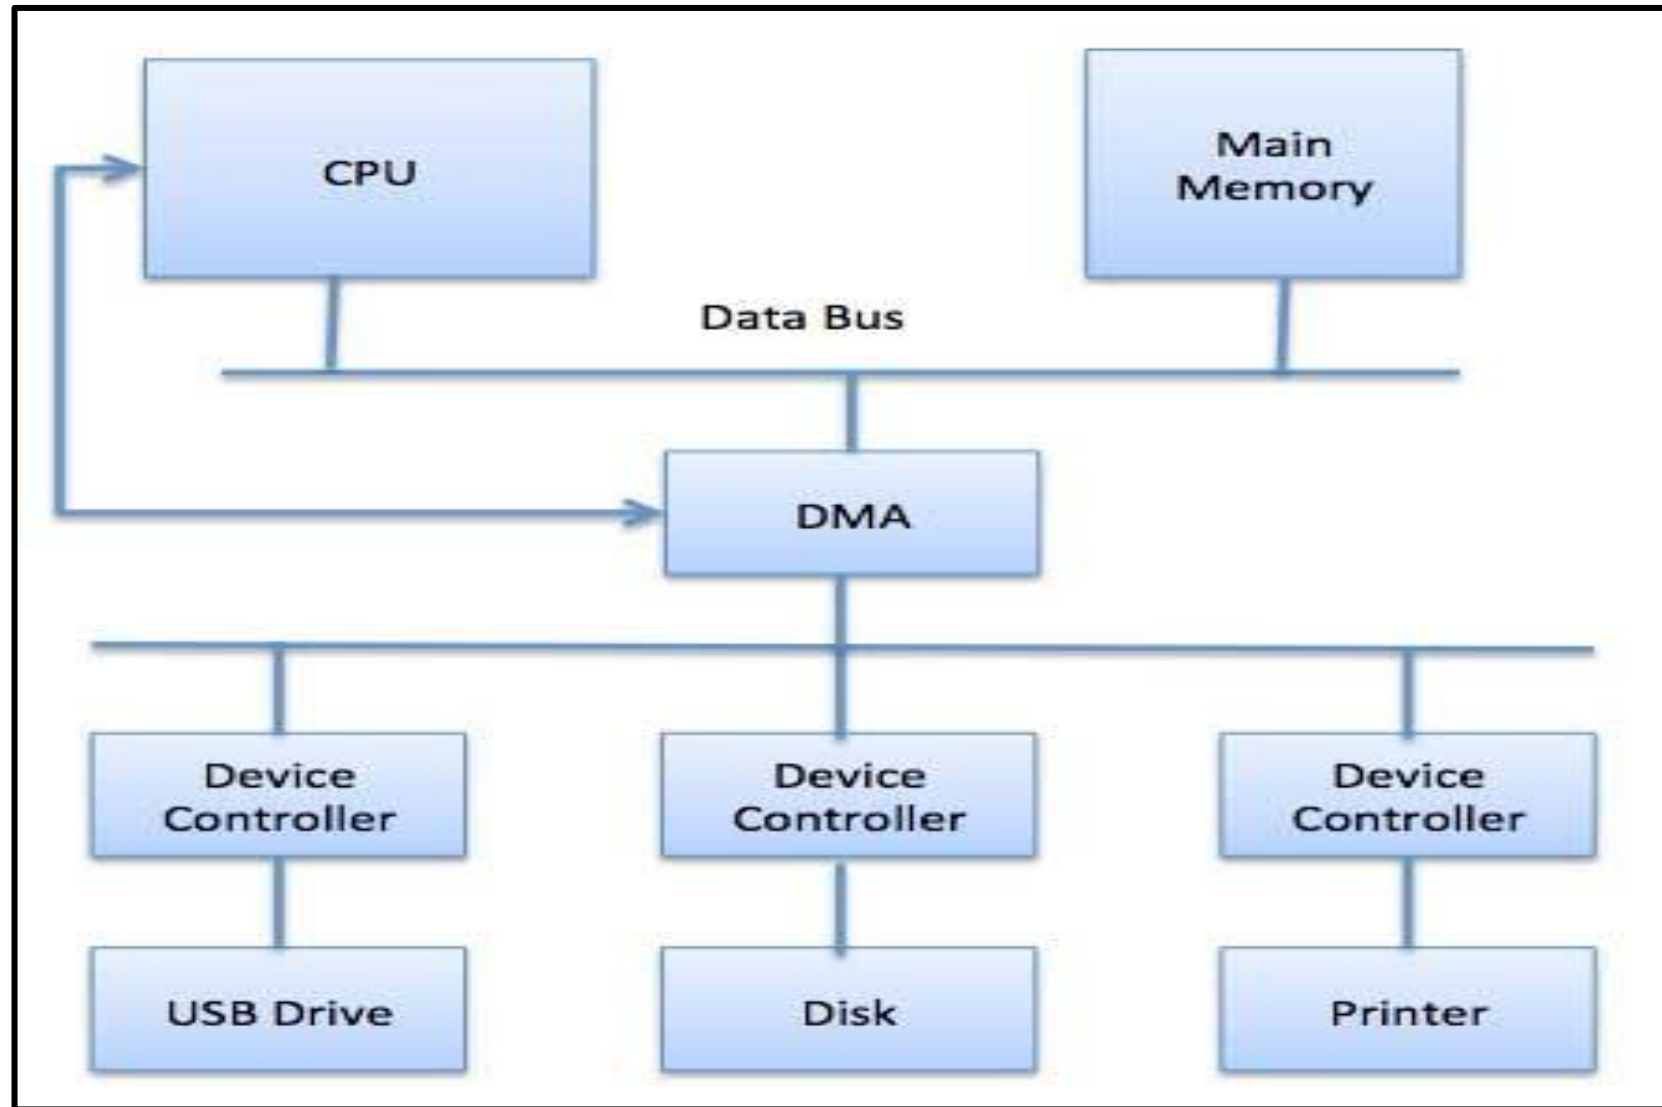 CPU
Main
Memory
Data Bus
DMA
Device
Controller
Device
Controller
Device
Controller
USB Drive
Disk
Printer